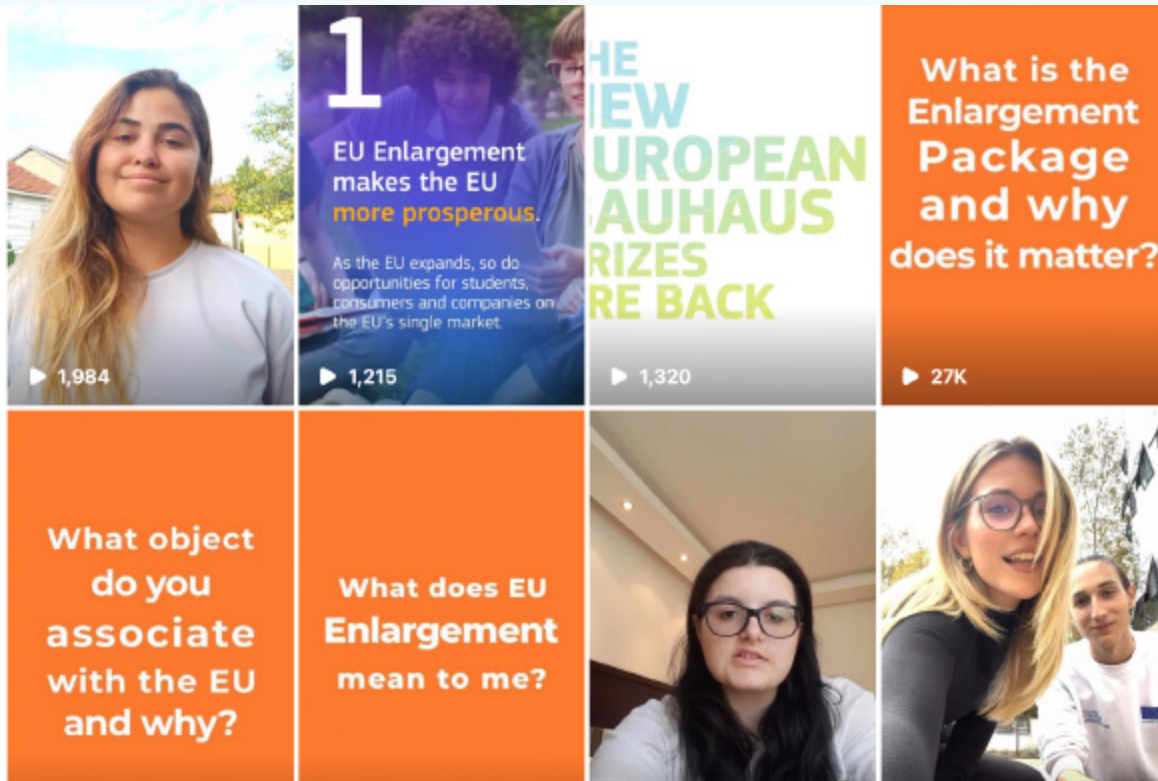 1
EU Enlargement
makes the EU
more prosperous.
As the EU expands, so do
opportunities for students,
consumers and companies on
the EU's single market.
1,984
1,215
HE
EW
UROPEAN
AUHAUS
RIZES
RE BACK
1,320
What is the
Enlargement
Package
and why
does it matter?
27K
What object
do you
associate
with the EU
and why?
What does EU
Enlargement
mean to me?